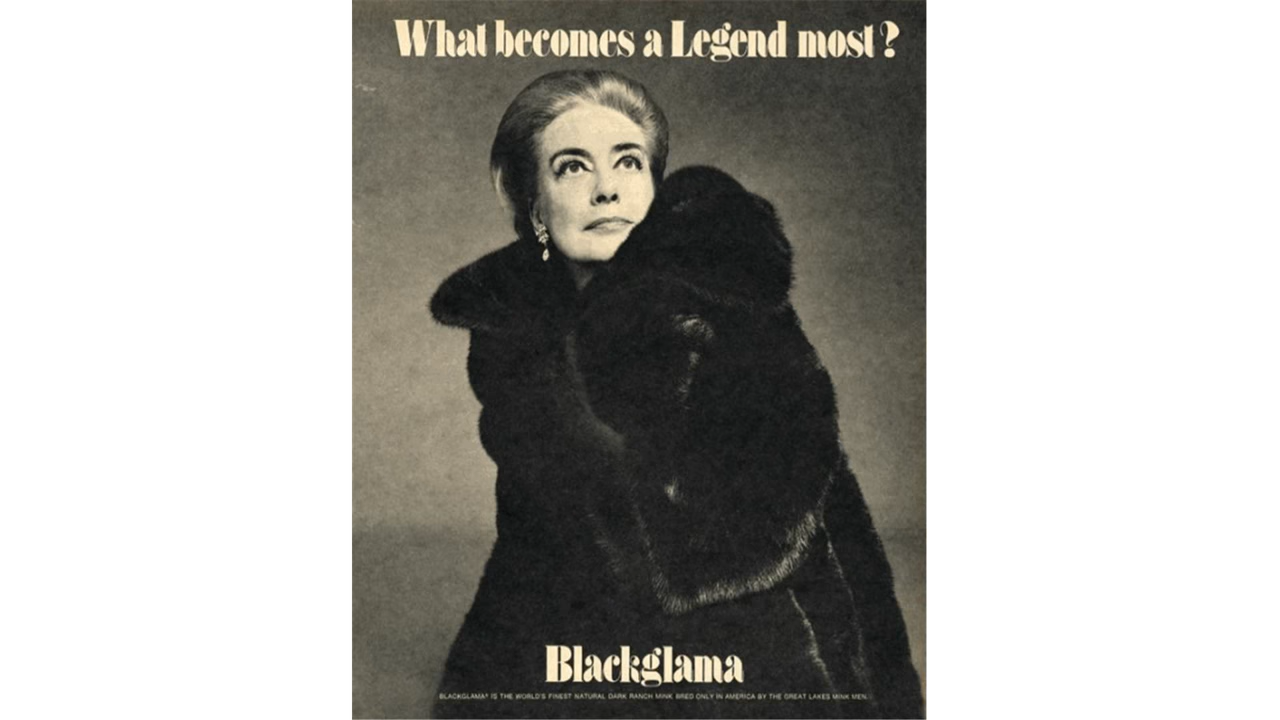 What becomes a Legend most?
Blackglama
BLACKGLAMA® IS THE WORLD'S FINEST NATURAL DARK RANCH MINK BRED ONLY IN AMERICA BY THE GREAT LAKES MINK MEN.